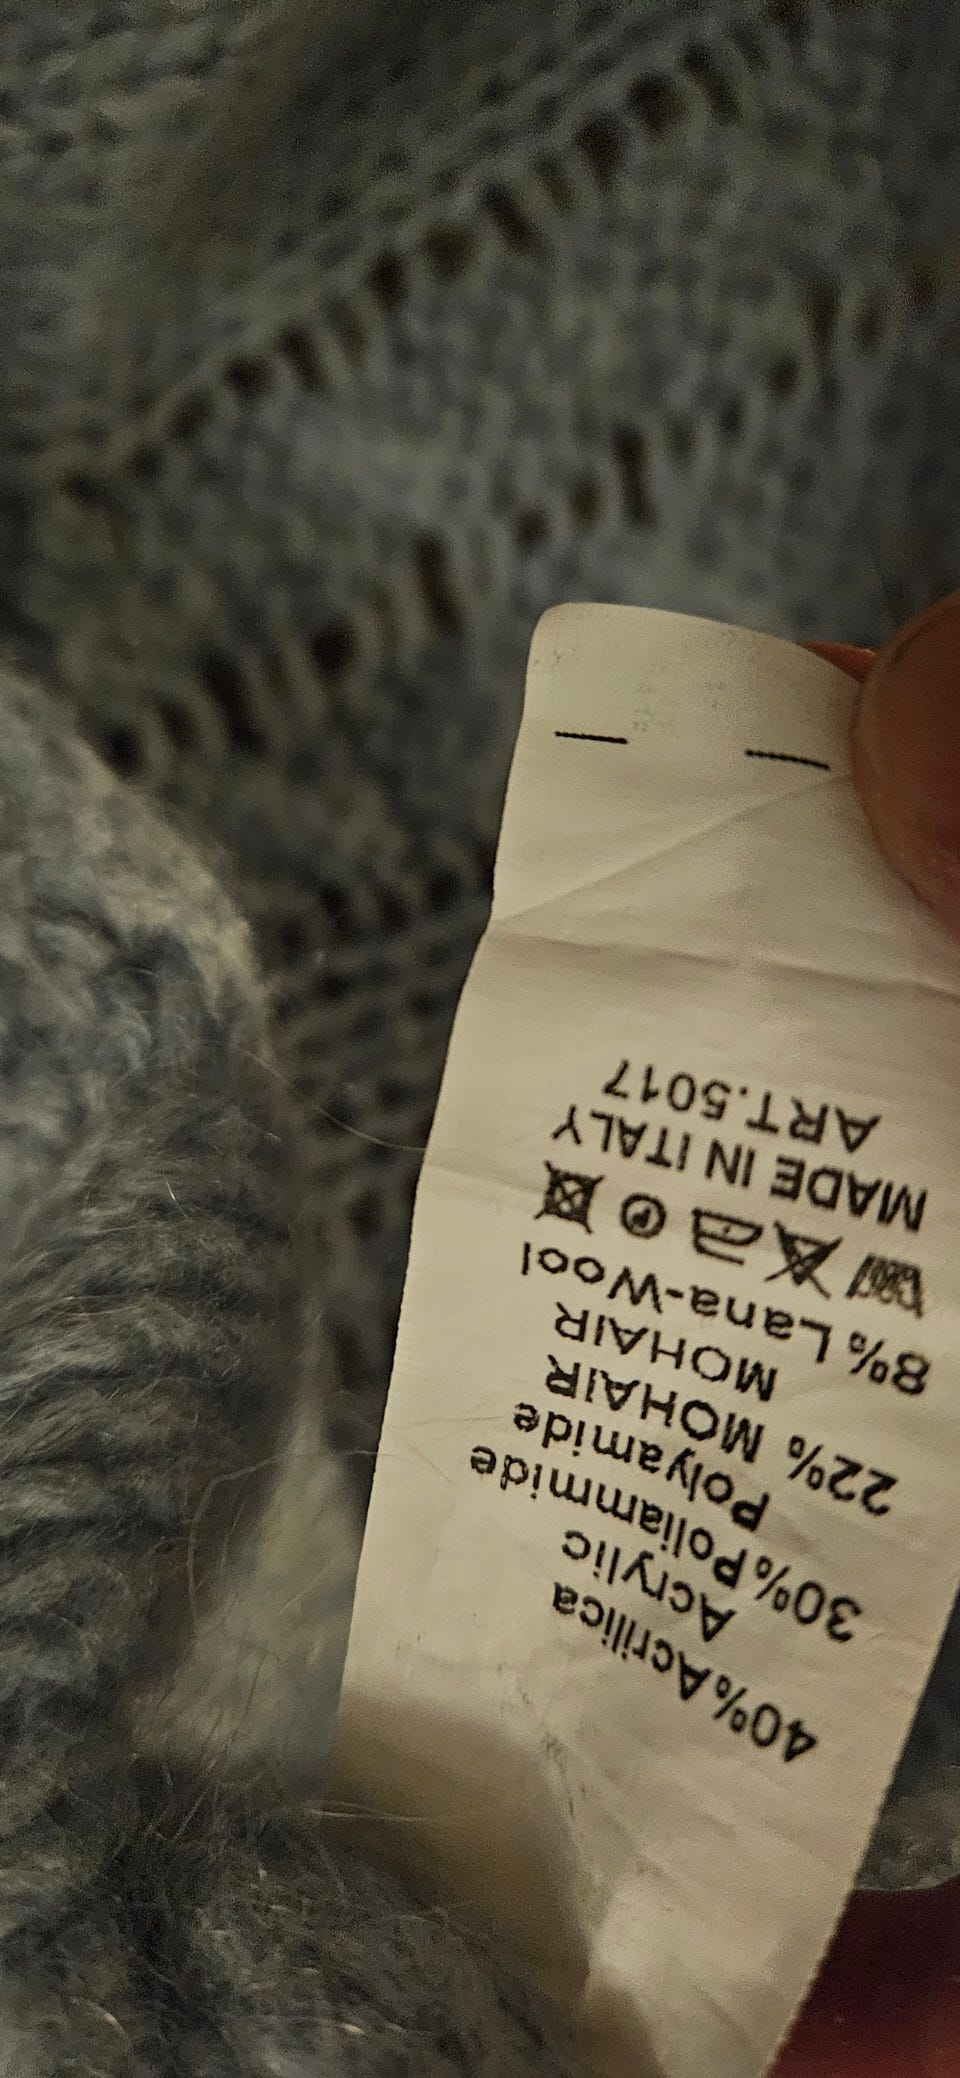 40%Acrilica
Acrylic
30%Poliammide
Polyamide
22% MOHAIR
MOHAIR
8% Lana-Wool
P
MADE IN ITALY
ART.5017